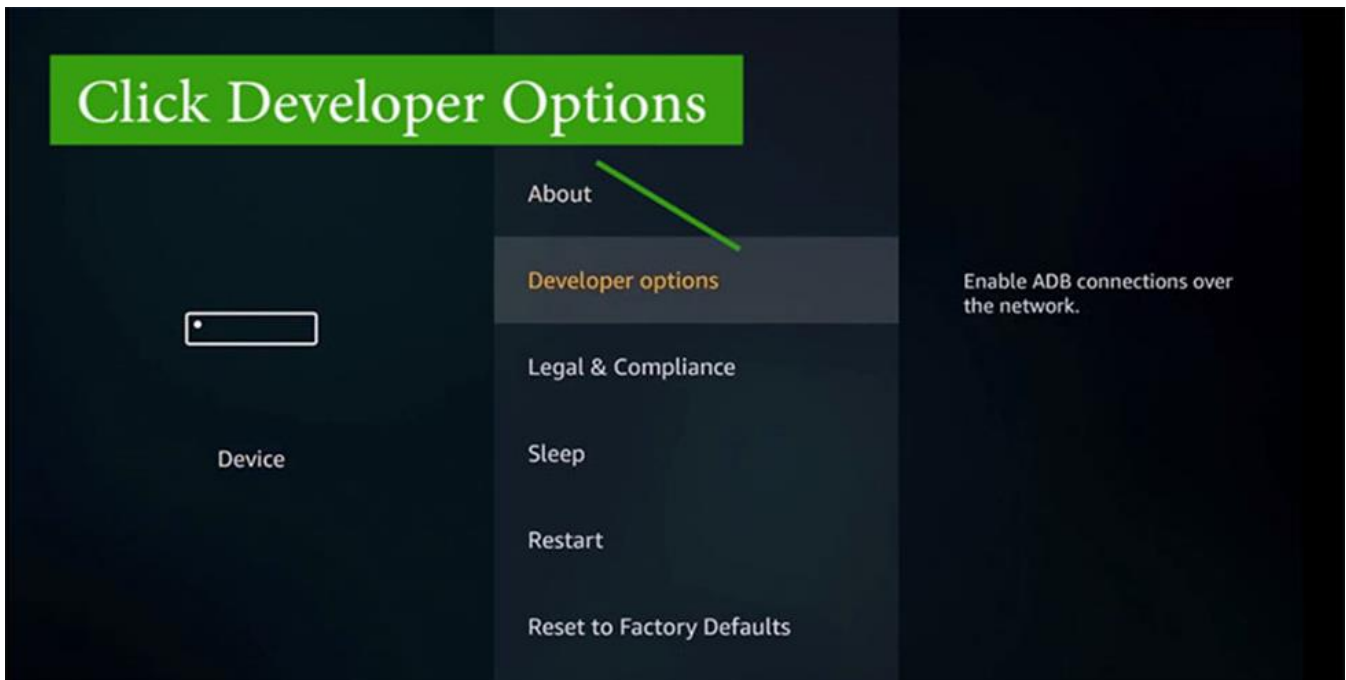 Click Developer Options
About
Developer options
Enable ADB connections over
the network.
Legal & Compliance
Device
Sleep
Restart
Reset to Factory Defaults